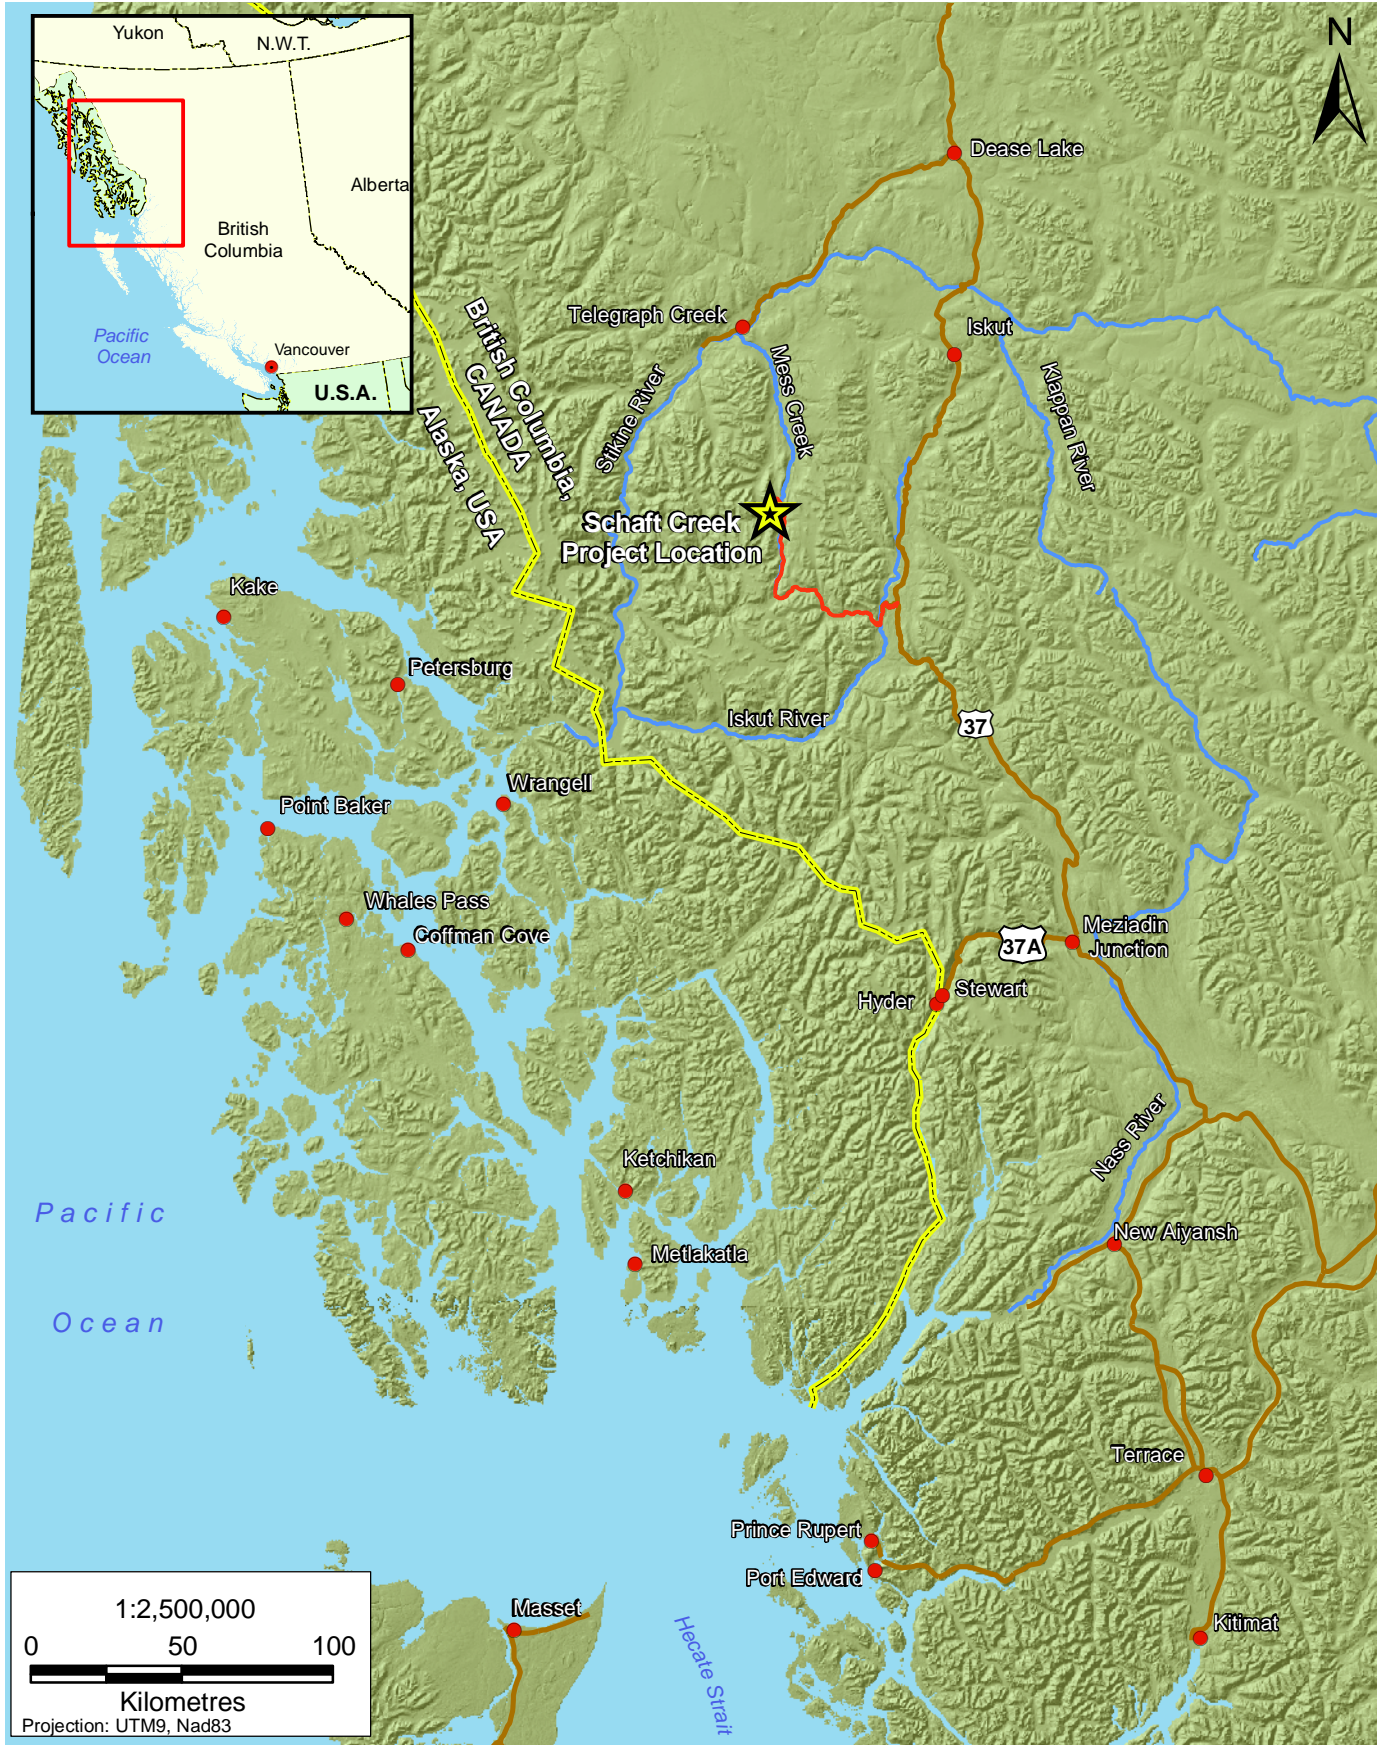 Yukon
N.W.T.
Alberta
British
Columbia
Pacific
Ocean
Vancouver
U.S.A.
N
Dease Lake
Telegraph Creek
Iskut
Mess Creek
Stikine River
Klappan River
British Columbia,
CANADA
Alaska, USA
Schaft Creek
Project Location
Kake
Petersburg
Iskut River
37
Wrangell
Point Baker
Whales Pass
Coffman Cove
Meziadin
Junction
37A
Stewart
Hyder
Nass River
Ketchikan
New Aiyansh
Metlakatla
Pacific
Ocean
Terrace
Prince Rupert
Port Edward
Masset
Kitimat
Hecate Strait
1:2,500,000
0 50 100
Kilometres
Projection: UTM9, Nad83